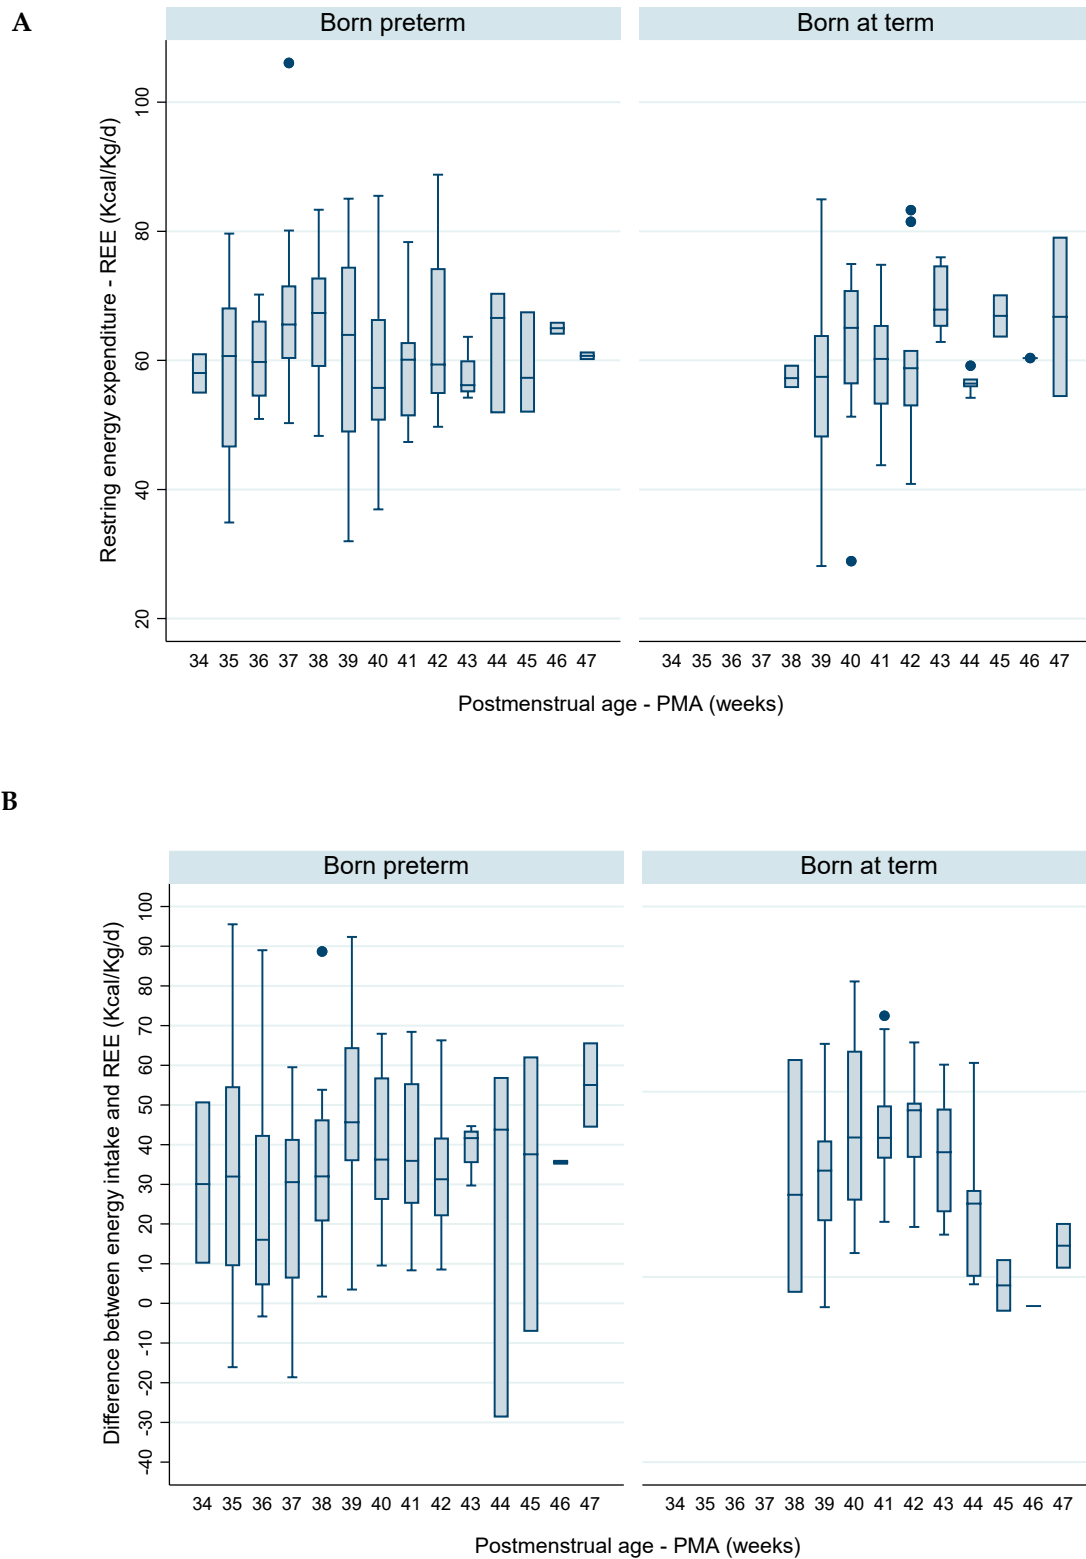 A
Born preterm
Born at term
Restring energy expenditure - REE (Kcal/Kg/d)
100
80
60
40
20
34 35 36 37 38 39 40 41 42 43 44 45 46 47
34 35 36 37 38 39 40 41 42 43 44 45 46 47
Postmenstrual age - PMA (weeks)
B
Born preterm
Born at term
Difference between energy intake and REE (Kcal/Kg/d)
100
90
80
70
60
50
40
30
20
10
0
-10
-20
-30
-40
34 35 36 37 38 39 40 41 42 43 44 45 46 47
34 35 36 37 38 39 40 41 42 43 44 45 46 47
Postmenstrual age - PMA (weeks)